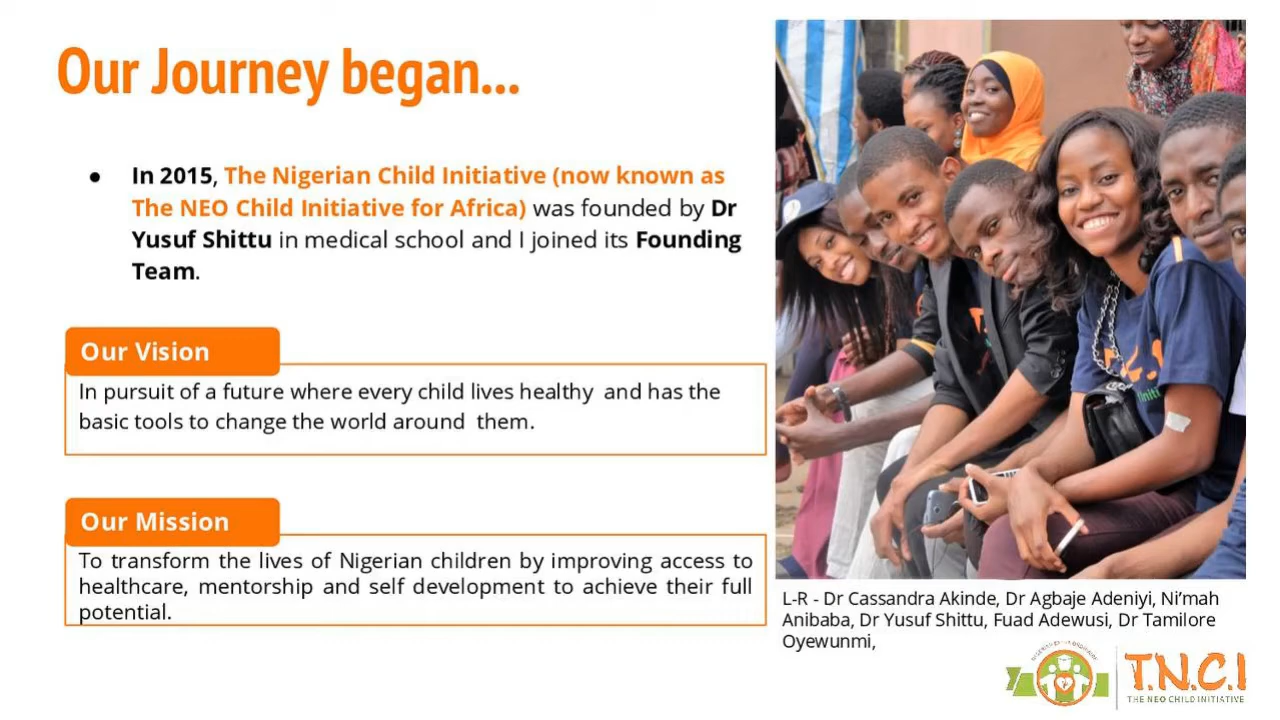 Our Journey began...
● In 2015, The Nigerian Child Initiative (now known as
The NEO Child Initiative for Africa) was founded by Dr
Yusuf Shittu in medical school and I joined its Founding
Team.
Our Vision
In pursuit of a future where every child lives healthy and has the
basic tools to change the world around them.
Our Mission
To transform the lives of Nigerian children by improving access to
healthcare, mentorship and self development to achieve their full
potential.
L-R - Dr Cassandra Akinde, Dr Agbaje Adeniyi, Ni’mah
Anibaba, Dr Yusuf Shittu, Fuad Adewusi, Dr Tamilore
Oyewunmi,
T.N.C.I
THE NEO CHILD INITIATIVE